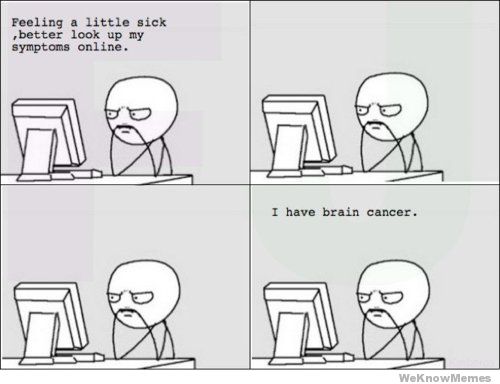 Feeling a little sick
,better look up my
symptoms online.
I have brain cancer.
WeKnowMemes